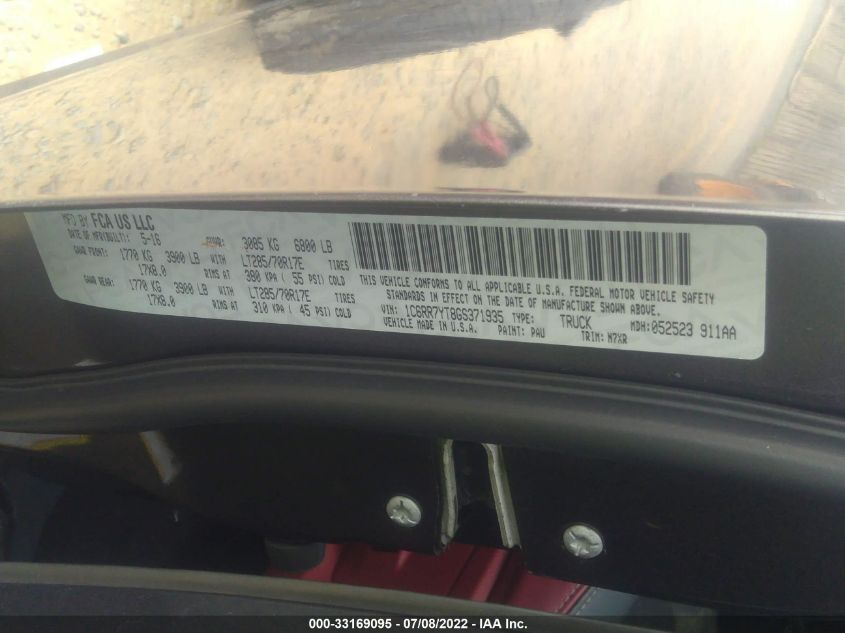 MFD BY FCA US LLC
DATE OF MFR(BUILT): 5-16 GVWR: 3085 KG 6800 LB
GAWR FRONT: 1770 KG 3900 LB WITH LT285/70R17E TIRES
17X8.0 RIMS AT 380 KPA ( 55 PSI) COLD
GAWR REAR: 1770 KG 3900 LB WITH LT285/70R17E TIRES
17X8.0 RIMS AT 310 KPA ( 45 PSI) COLD
THIS VEHICLE CONFORMS TO ALL APPLICABLE U.S.A. FEDERAL MOTOR VEHICLE SAFETY
STANDARDS IN EFFECT ON THE DATE OF MANUFACTURE SHOWN ABOVE.
VIN: 1C6RR7YT8GS371935 TYPE: TRUCK MDH: 052523 911AA
VEHICLE MADE IN U.S.A. PAINT: PAU TRIM: M7XR
000-33169095 - 07/08/2022 - IAA Inc.